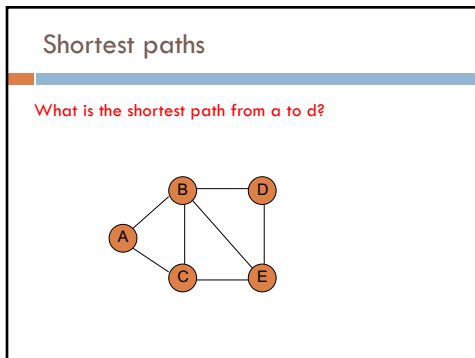 Shortest paths
What is the shortest path from a to d?
B D
A
C E